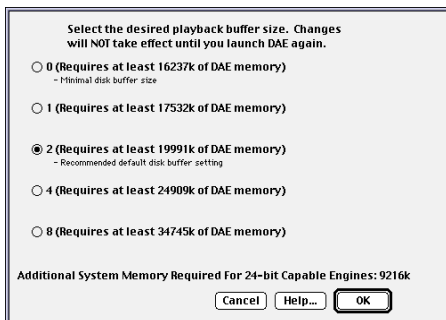 Select the desired playback buffer size. Changes
will NOT take effect until you launch DAE again.
0 (Requires at least 16237k of DAE memory)
- Minimal disk buffer size
1 (Requires at least 17532k of DAE memory)
2 (Requires at least 19991k of DAE memory)
- Recommended default disk buffer setting
4 (Requires at least 24909k of DAE memory)
8 (Requires at least 34745k of DAE memory)
Additional System Memory Required For 24-bit Capable Engines: 9216k
Cancel Help... OK